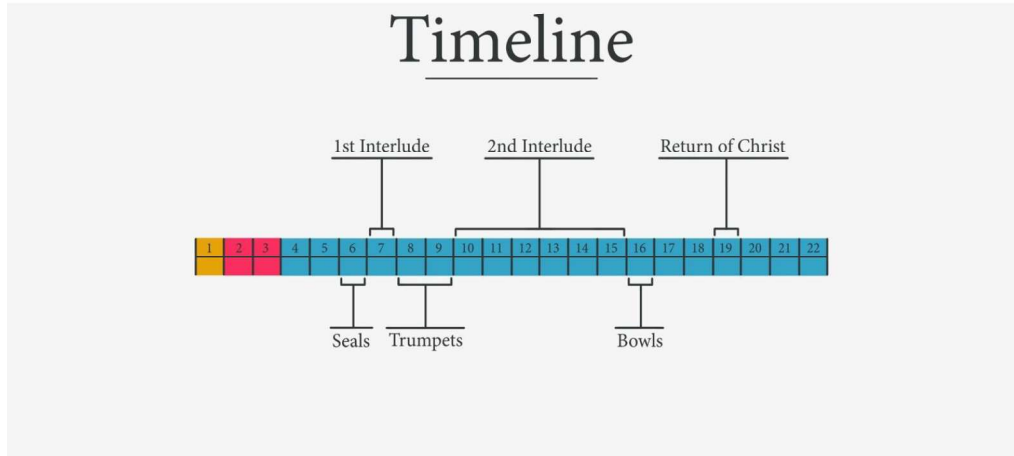 Timeline
1st Interlude
2nd Interlude
Return of Christ
1 2 3 4 5 6 7 8 9 10 11 12 13 14 15 16 17 18 19 20 21 22
Seals
Trumpets
Bowls